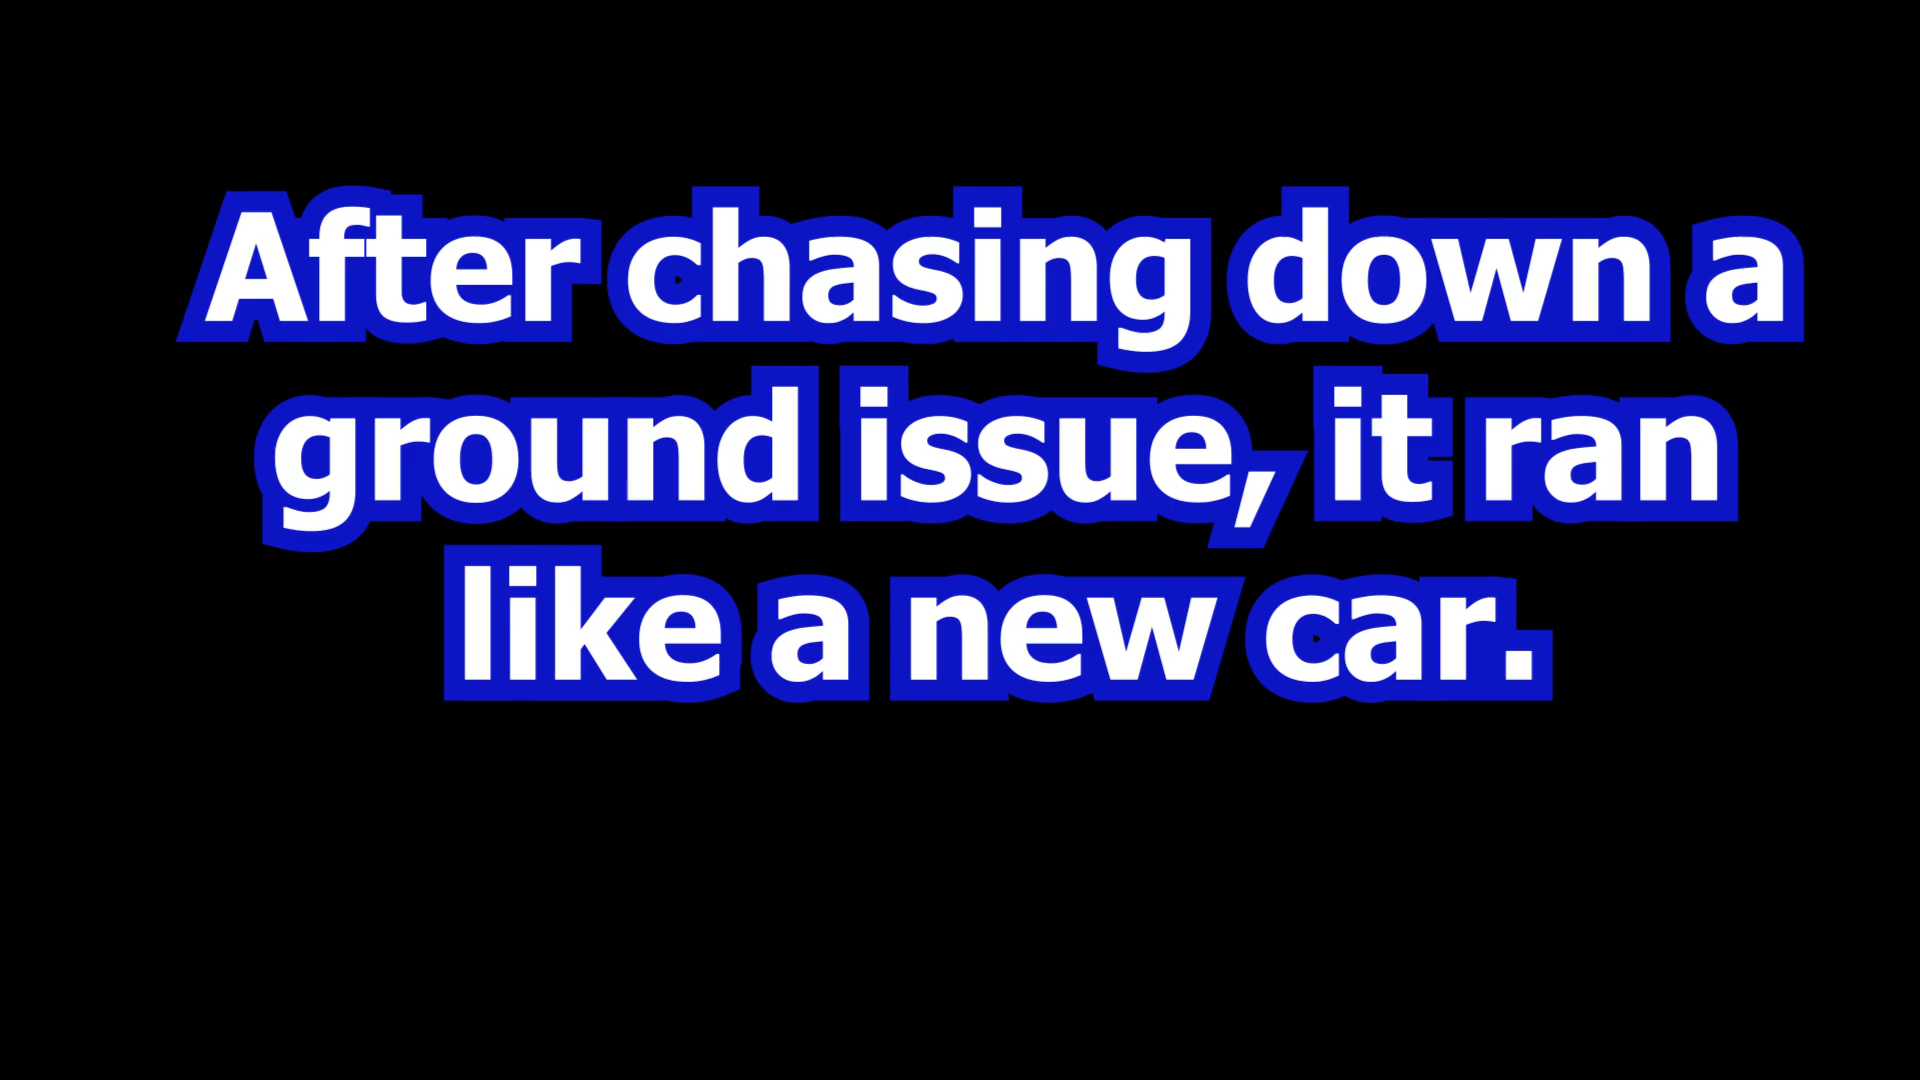 After chasing down a
ground issue, it ran
like a new car.